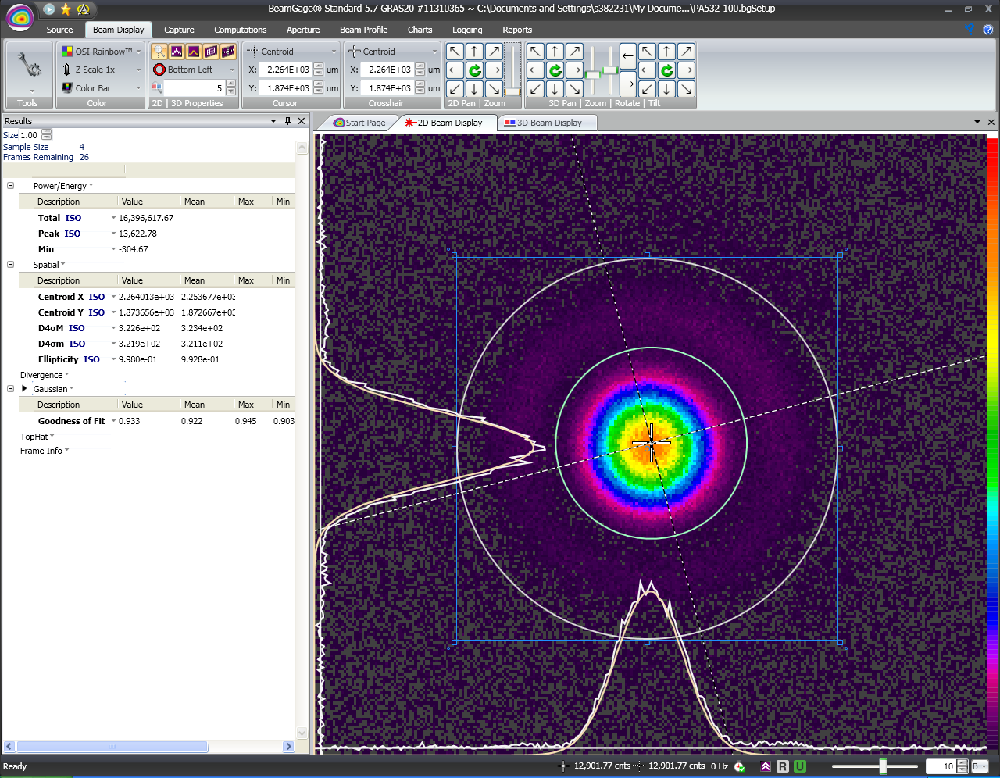 BeamGage® Standard 5.7 GRAS20 #11310365 ~ C:\Documents and Settings\s382231\My Docume...\PA532-100.bgSetup
Source Beam Display Capture Computations Aperture Beam Profile Charts Logging Reports
OSI Rainbow™ Centroid Centroid
Z Scale 1x Bottom Left X: 2.264E+03 um X: 2.264E+03 um
Color Bar 5 Y: 1.874E+03 um Y: 1.874E+03 um
Tools Color 2D | 3D Properties Cursor Crosshair 2D Pan | Zoom 3D Pan | Zoom | Rotate | Tilt
Results Start Page 2D Beam Display 3D Beam Display
Size 1.00
Sample Size 4
Frames Remaining 26
Power/Energy
Description Value Mean Max Min
Total ISO 16,396,617.67
Peak ISO 13,622.78
Min -304.67
Spatial
Description Value Mean Max Min
Centroid X ISO 2.264013e+03 2.253677e+03
Centroid Y ISO 1.873656e+03 1.872667e+03
D4σM ISO 3.226e+02 3.234e+02
D4σm ISO 3.219e+02 3.211e+02
Ellipticity ISO 9.980e-01 9.928e-01
Divergence
Gaussian
Description Value Mean Max Min
Goodness of Fit 0.933 0.922 0.945 0.903
TopHat
Frame Info
Ready 12,901.77 cnts 12,901.77 cnts 0 Hz R U 10 B